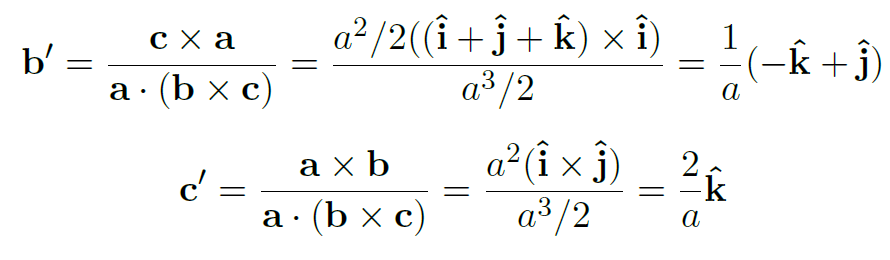 b′ = (c × a) / (a · (b × c)) = (a²/2((î + ĵ + k̂) × î)) / (a³/2) = (1/a)(−k̂ + ĵ)
c′ = (a × b) / (a · (b × c)) = (a²(î × ĵ)) / (a³/2) = (2/a)k̂